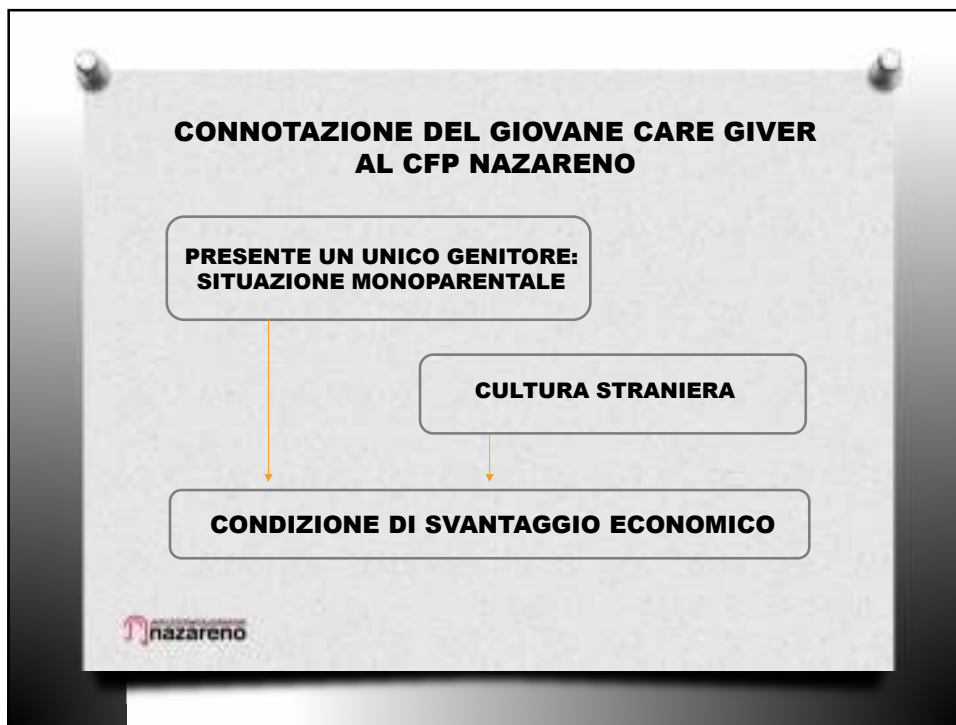 CONNOTAZIONE DEL GIOVANE CARE GIVER
AL CFP NAZARENO
PRESENTE UN UNICO GENITORE:
SITUAZIONE MONOPARENTALE
CULTURA STRANIERA
CONDIZIONE DI SVANTAGGIO ECONOMICO
nazareno